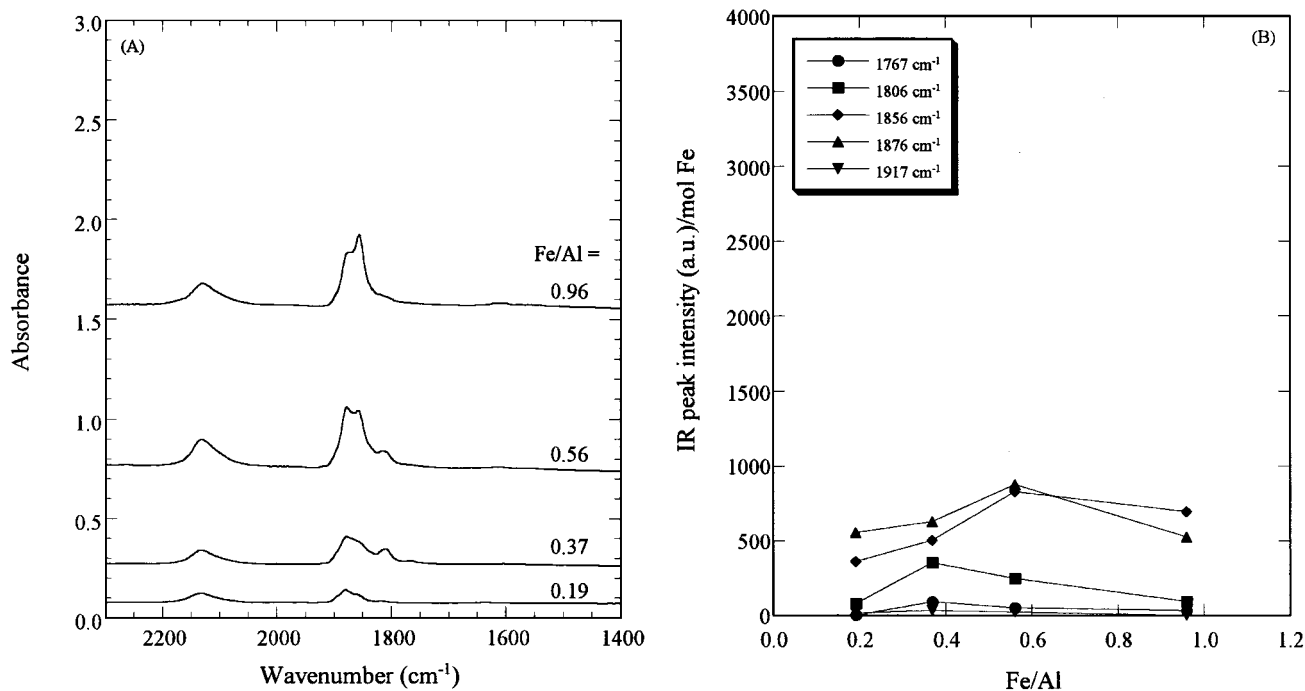 (A)
3.0
2.5
2.0
1.5
1.0
0.5
0.0
Absorbance
Fe/Al =
0.96
0.56
0.37
0.19
2200
2000
1800
1600
1400
Wavenumber (cm⁻¹)
(B)
4000
3500
3000
2500
2000
1500
1000
500
0
IR peak intensity (a.u.)/mol Fe
1767 cm⁻¹
1806 cm⁻¹
1856 cm⁻¹
1876 cm⁻¹
1917 cm⁻¹
0.0
0.2
0.4
0.6
0.8
1.0
1.2
Fe/Al